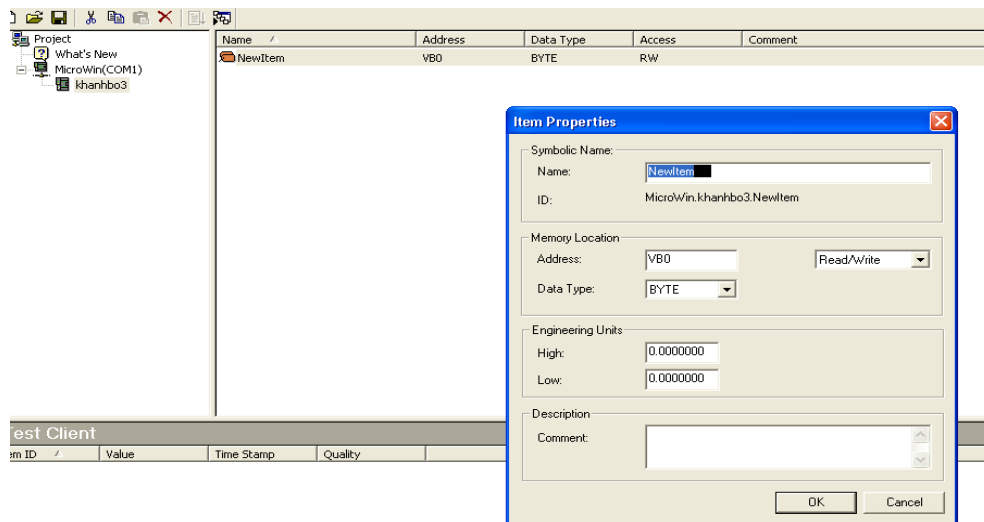 Project
What's New
MicroWin(COM1)
khanhbo3
Name Address Data Type Access Comment
NewItem VB0 BYTE RW
Item Properties
Symbolic Name:
Name: NewItem
ID: MicroWin.khanhbo3.NewItem
Memory Location
Address: VB0 Read/Write
Data Type: BYTE
Engineering Units
High: 0.0000000
Low: 0.0000000
Description
Comment:
OK Cancel
Test Client
em ID Value Time Stamp Quality